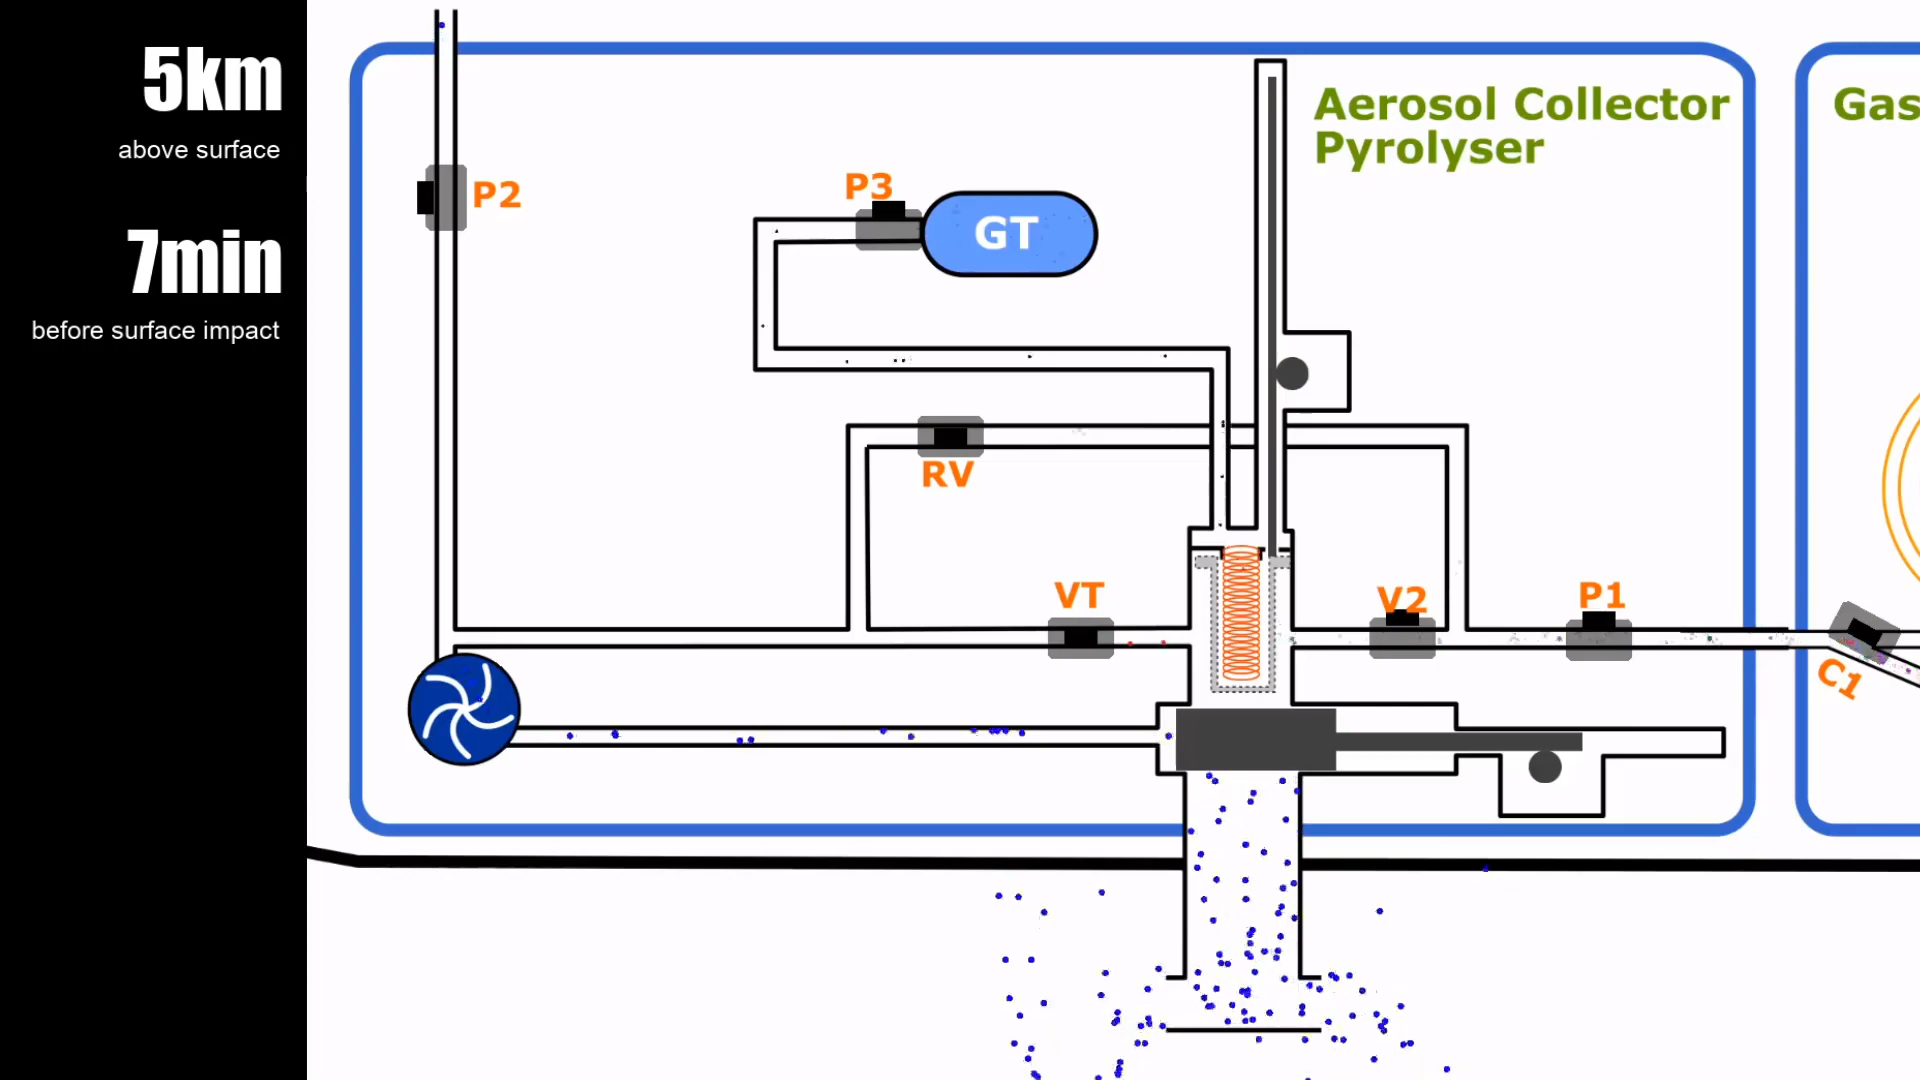 5km
above surface
7min
before surface impact
Aerosol Collector
Pyrolyser
Gas
P2
P3
GT
RV
VT
V2
P1
C1